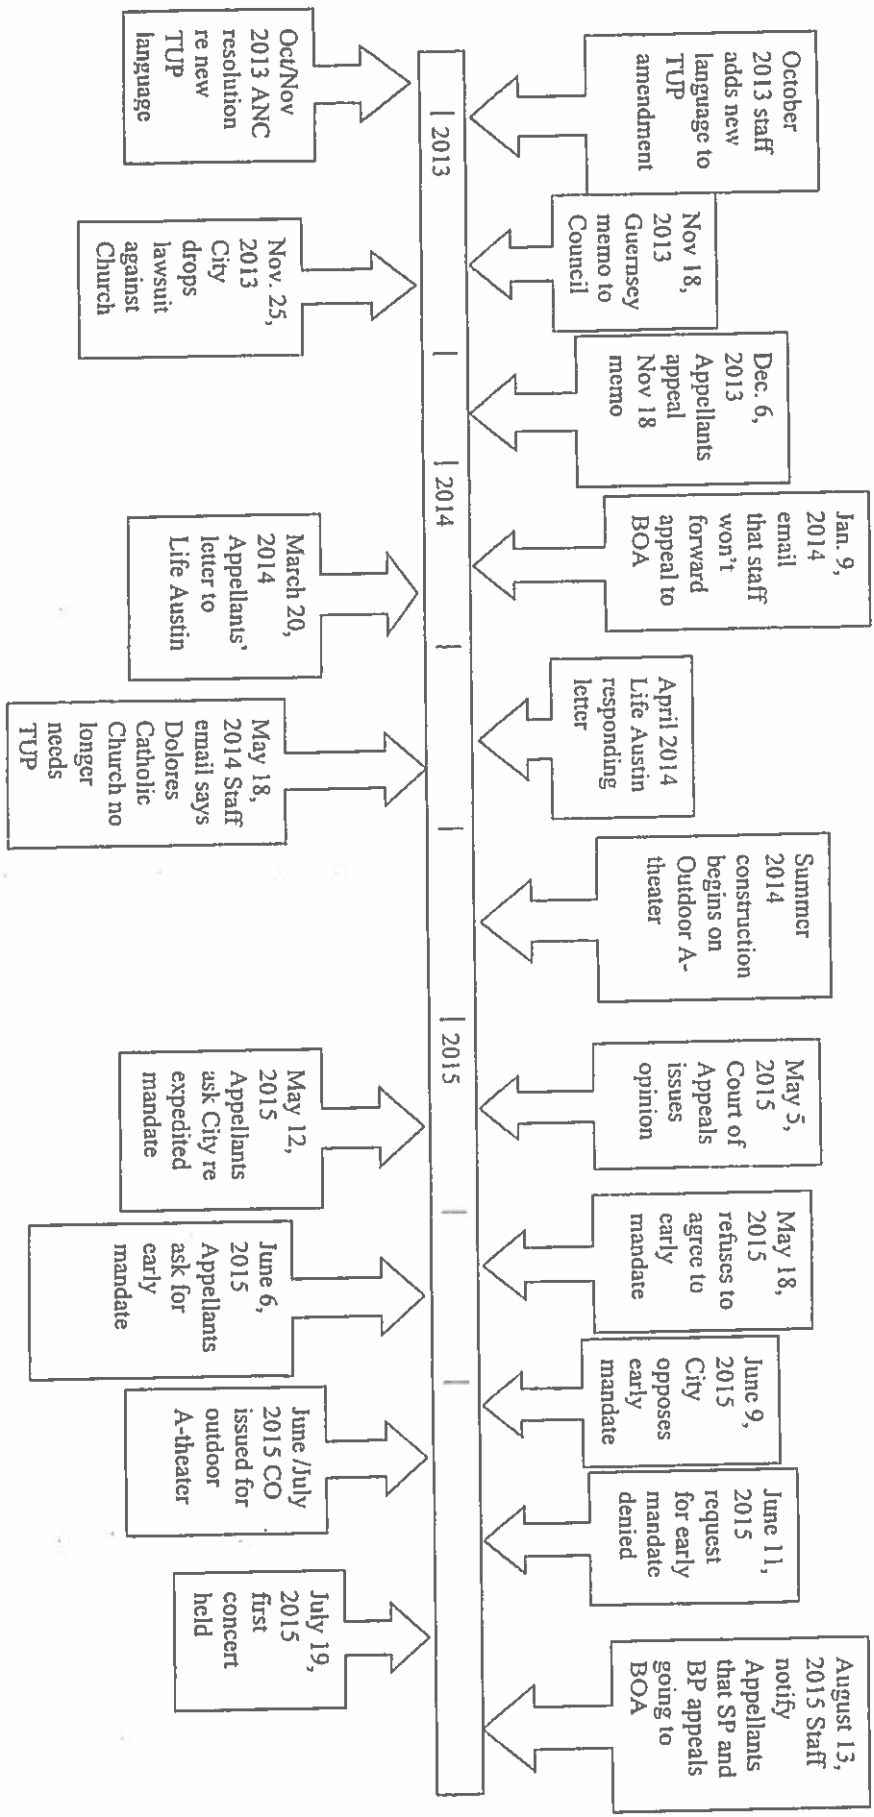 October
2013 staff
adds new
language to
TUP
amendment
Nov 18,
2013
Guernsey
memo to
Council
Dec. 6,
2013
Appellants
appeal
Nov 18
memo
Jan. 9,
2014
email
that staff
won't
forward
appeal to
BOA
April 2014
Life Austin
responding
letter
Summer
2014
construction
begins on
Outdoor A-
theater
May 5,
2015
Court of
Appeals
issues
opinion
May 18,
2015
refuses to
agree to
early
mandate
June 9,
2015
City
opposes
early
mandate
June 11,
2015
request
for early
mandate
denied
August 13,
2015 Staff
notify
Appellants
that SP and
BP appeals
going to
BOA
2013
2014
2015
Oct/Nov
2013 ANC
resolution
re new
TUP
language
Nov. 25,
2013
City
drops
lawsuit
against
Church
March 20,
2014
Appellants'
letter to
Life Austin
May 18,
2014 Staff
email says
Dolores
Catholic
Church no
longer
needs
TUP
May 12,
2015
Appellants
ask City re
expedited
mandate
June 6,
2015
Appellants
ask for
early
mandate
June /July
2015 CO
issued for
outdoor
A-theater
July 19,
2015
first
concert
held